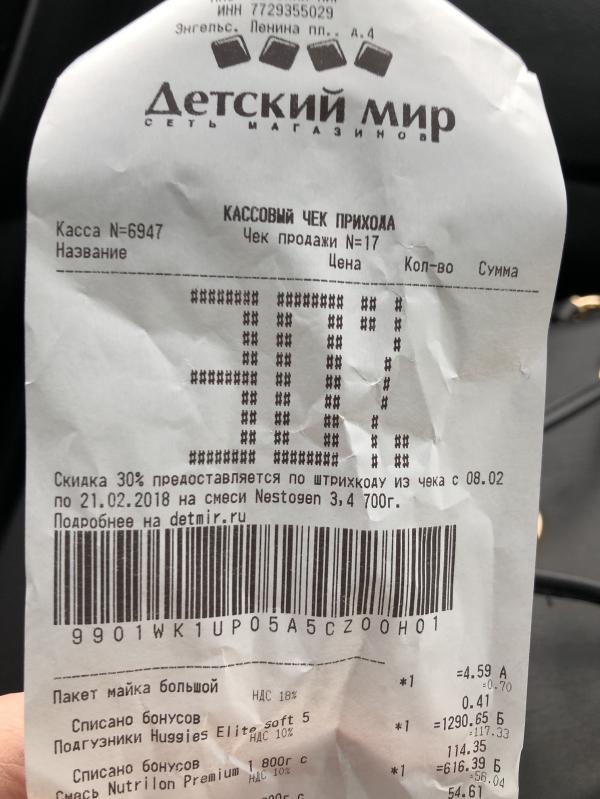 ИНН 7729355029
Энгельс. Ленина пл.. д.4
Детский мир
СЕТЬ МАГАЗИНОВ
КАССОВЫЙ ЧЕК ПРИХОДА
Касса N=6947
Чек продажи N=17
Название Цена Кол-во Сумма
30%
Скидка 30% предоставляется по штрихкоду из чека с 08.02
по 21.02.2018 на смеси Nestogen 3,4 700г.
Подробнее на detmir.ru
9901WK1UP05A5CZ00H01
Пакет майка большой *1 =4.59 А
НДС 18% =0.70
Списано бонусов 0.41
Подгузники Huggies Elite soft 5 *1 =1290.65 Б
НДС 10% =117.33
Списано бонусов 114.35
Смесь Nutrilon Premium 1 800г с *1 =616.39 Б
НДС 10% =56.04
54.61